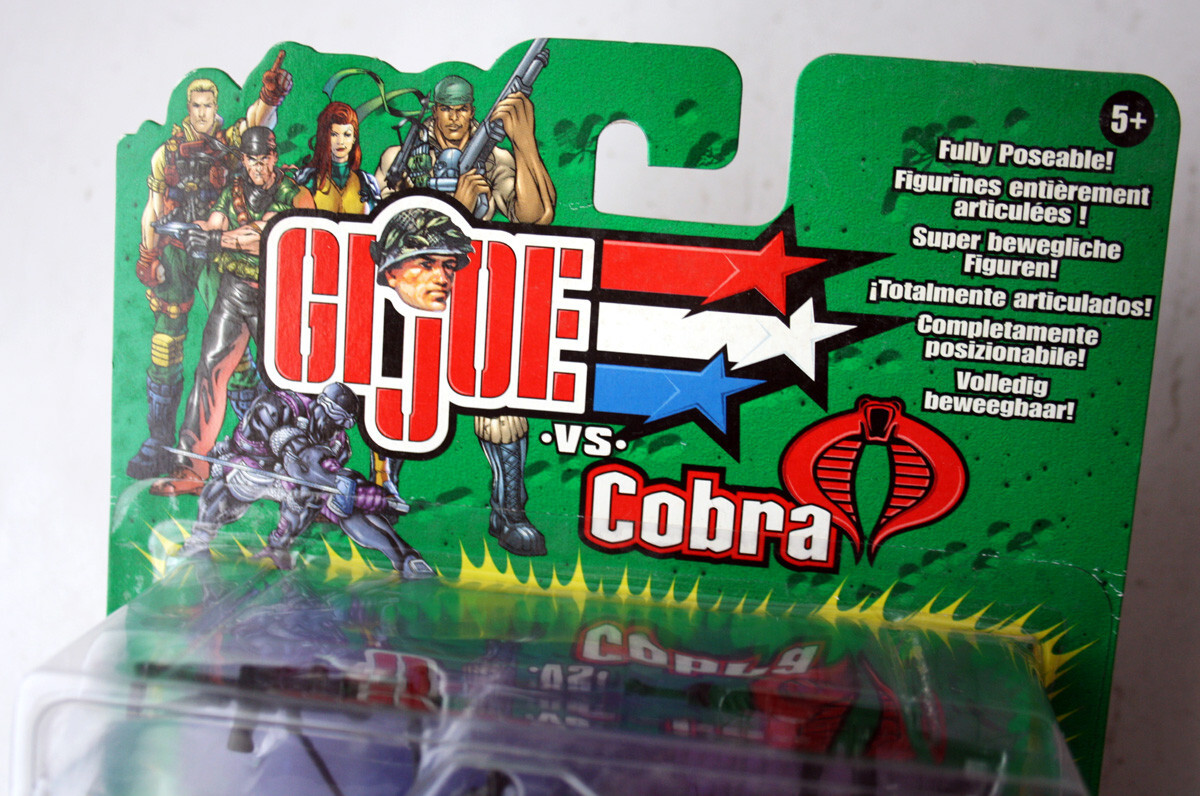 5+
Fully Poseable!
Figurines entièrement
articulées !
Super bewegliche
Figuren!
¡Totalmente articulados!
Completamente
posizionabile!
Volledig
beweegbaar!
GI JOE
·VS·
Cobra